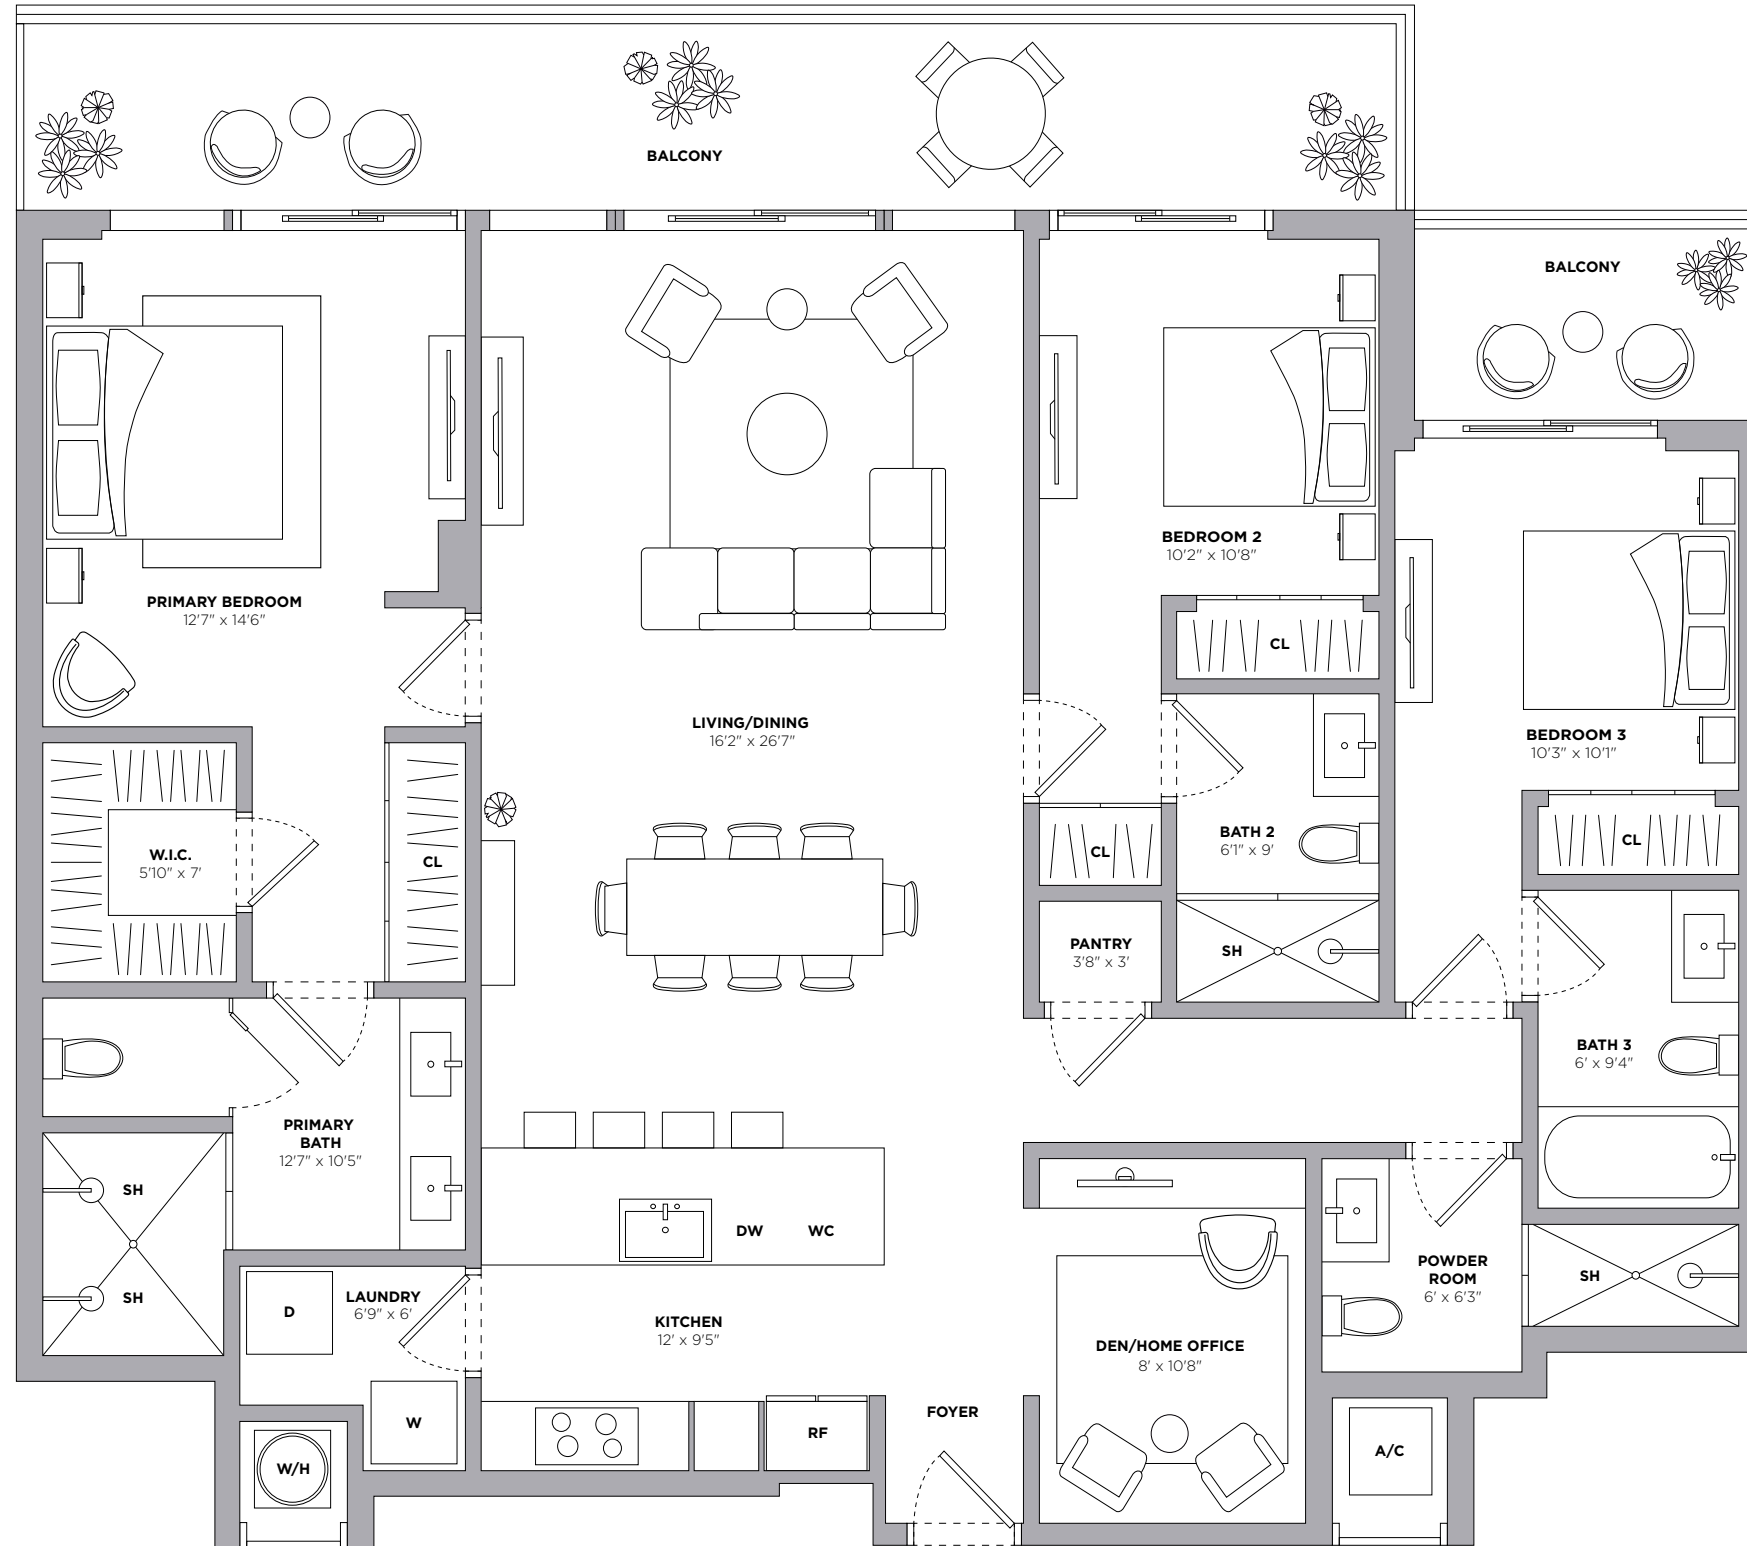 BALCONY
BALCONY
PRIMARY BEDROOM
12'7" x 14'6"
BEDROOM 2
10'2" x 10'8"
CL
LIVING/DINING
16'2" x 26'7"
BEDROOM 3
10'3" x 10'1"
W.I.C.
5'10" x 7'
CL
CL
BATH 2
6'1" x 9'
CL
PANTRY
3'8" x 3'
SH
BATH 3
6' x 9'4"
PRIMARY
BATH
12'7" x 10'5"
SH
SH
DW
WC
D
LAUNDRY
6'9" x 6'
KITCHEN
12' x 9'5"
DEN/HOME OFFICE
8' x 10'8"
POWDER
ROOM
6' x 6'3"
SH
W
RF
FOYER
W/H
A/C